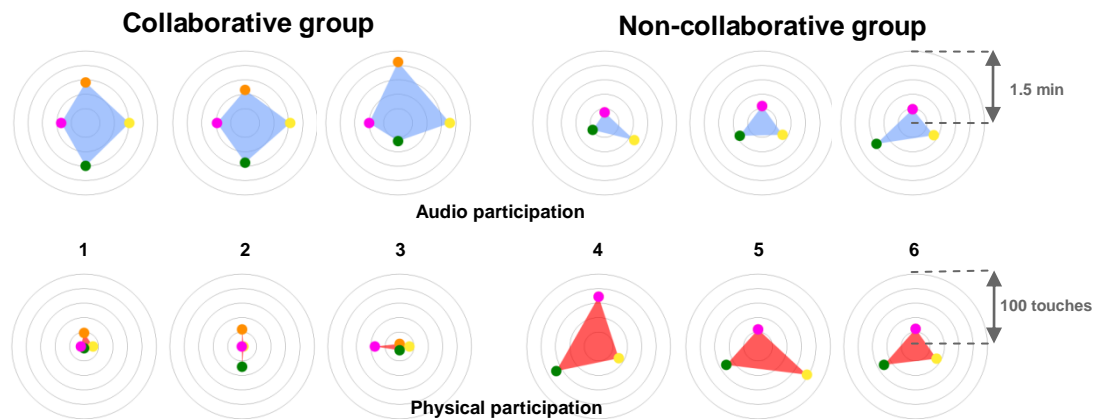 Collaborative group
Non-collaborative group
1.5 min
Audio participation
1 2 3 4 5 6
100 touches
Physical participation